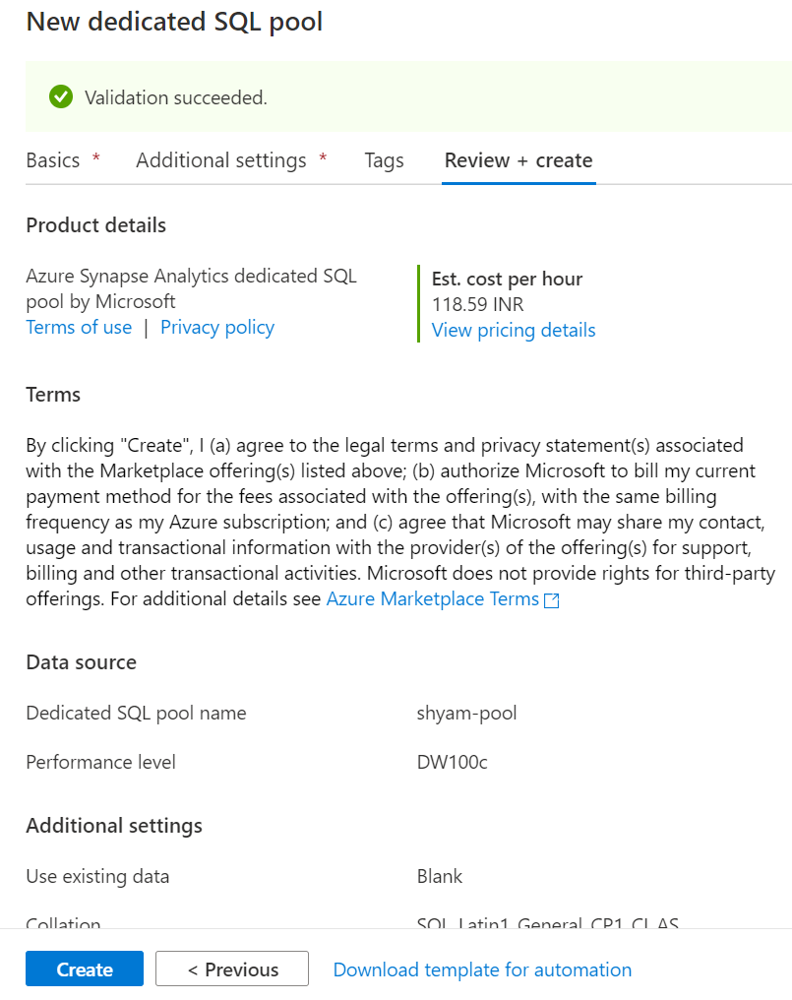 New dedicated SQL pool
Validation succeeded.
Basics * Additional settings * Tags Review + create
Product details
Azure Synapse Analytics dedicated SQL
pool by Microsoft
Terms of use | Privacy policy
Est. cost per hour
118.59 INR
View pricing details
Terms
By clicking "Create", I (a) agree to the legal terms and privacy statement(s) associated
with the Marketplace offering(s) listed above; (b) authorize Microsoft to bill my current
payment method for the fees associated with the offering(s), with the same billing
frequency as my Azure subscription; and (c) agree that Microsoft may share my contact,
usage and transactional information with the provider(s) of the offering(s) for support,
billing and other transactional activities. Microsoft does not provide rights for third-party
offerings. For additional details see Azure Marketplace Terms
Data source
Dedicated SQL pool name shyam-pool
Performance level DW100c
Additional settings
Use existing data Blank
Collation SQL_Latin1_General_CP1_CI_AS
Create < Previous Download template for automation